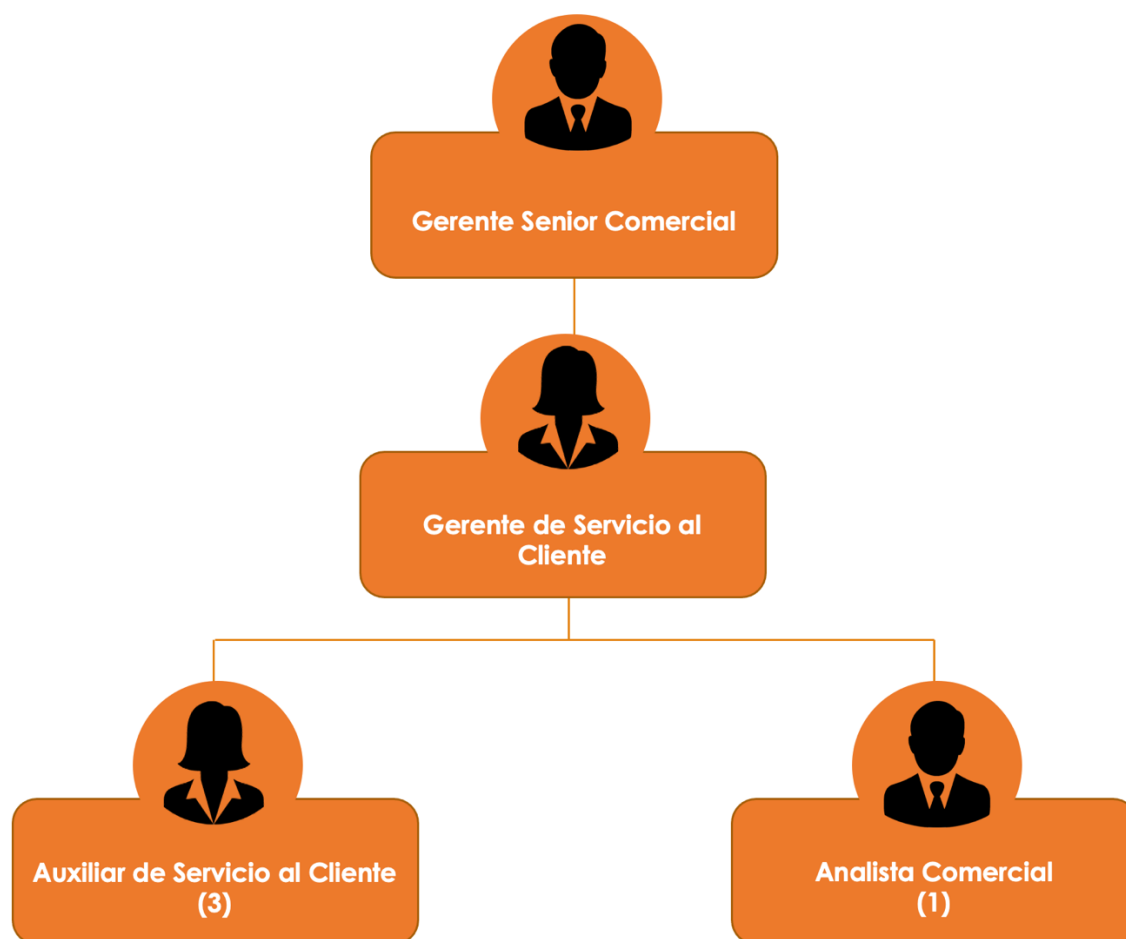 Gerente Senior Comercial
Gerente de Servicio al
Cliente
Auxiliar de Servicio al Cliente
(3)
Analista Comercial
(1)